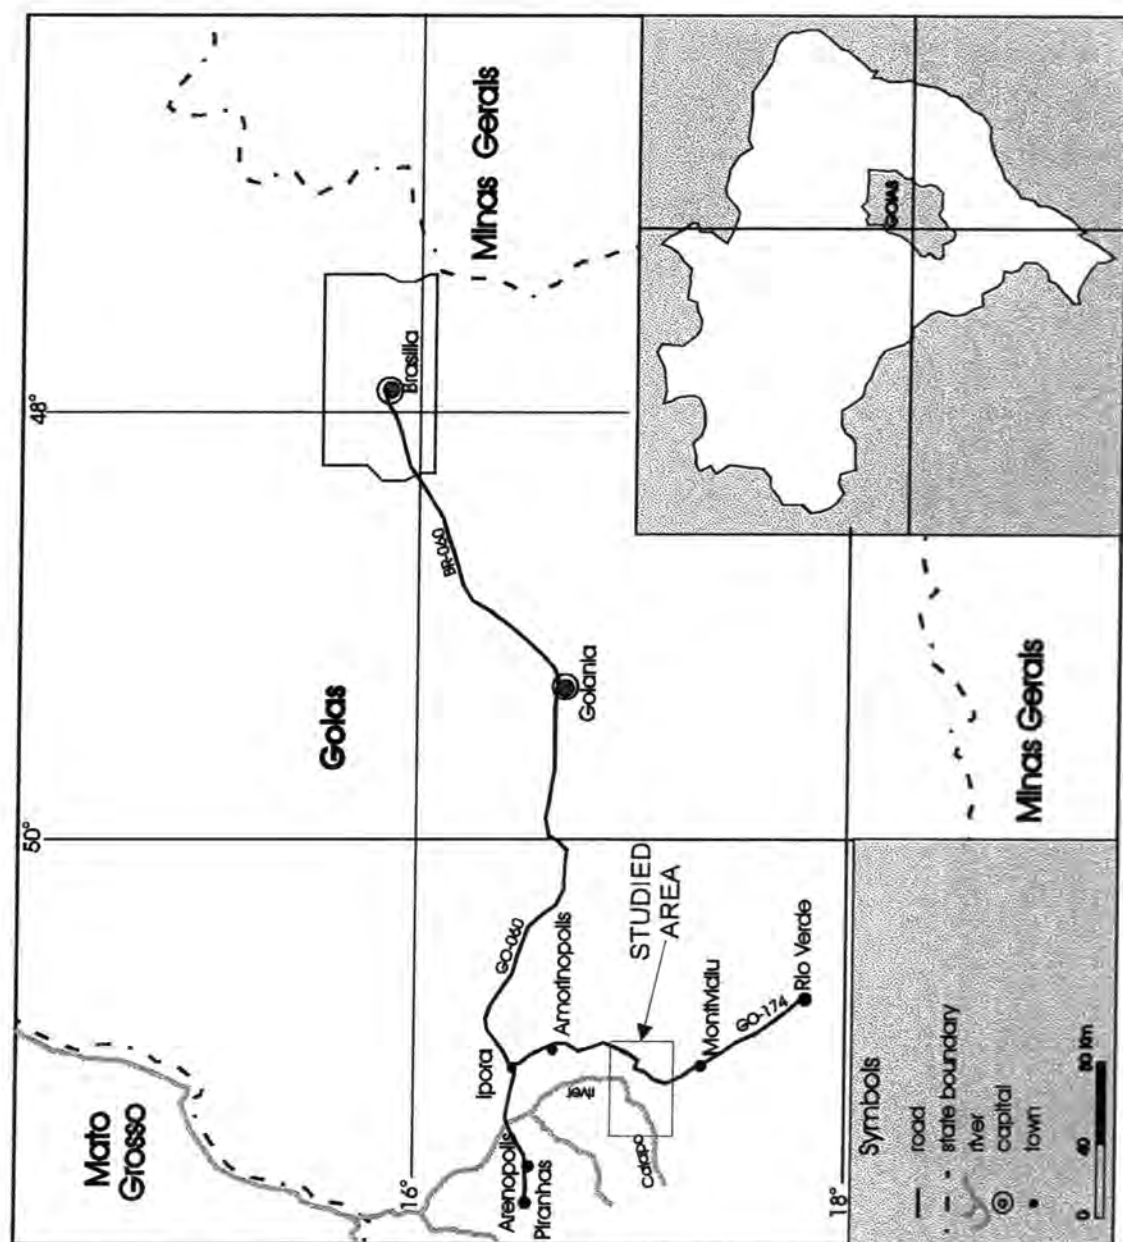 50°
48°
Mato
Grosso
Goias
Minas Gerais
16°
Brasilia
BR-060
Goiania
GO-060
Ipora
Arenopolis
Piranhas
Amorinopolis
river
Caiapo
STUDIED
AREA
Montividiu
GO-174
Rio Verde
18°
Minas Gerais
GOIAS
Symbols
road
state boundary
river
capital
town
0 40 80 Km